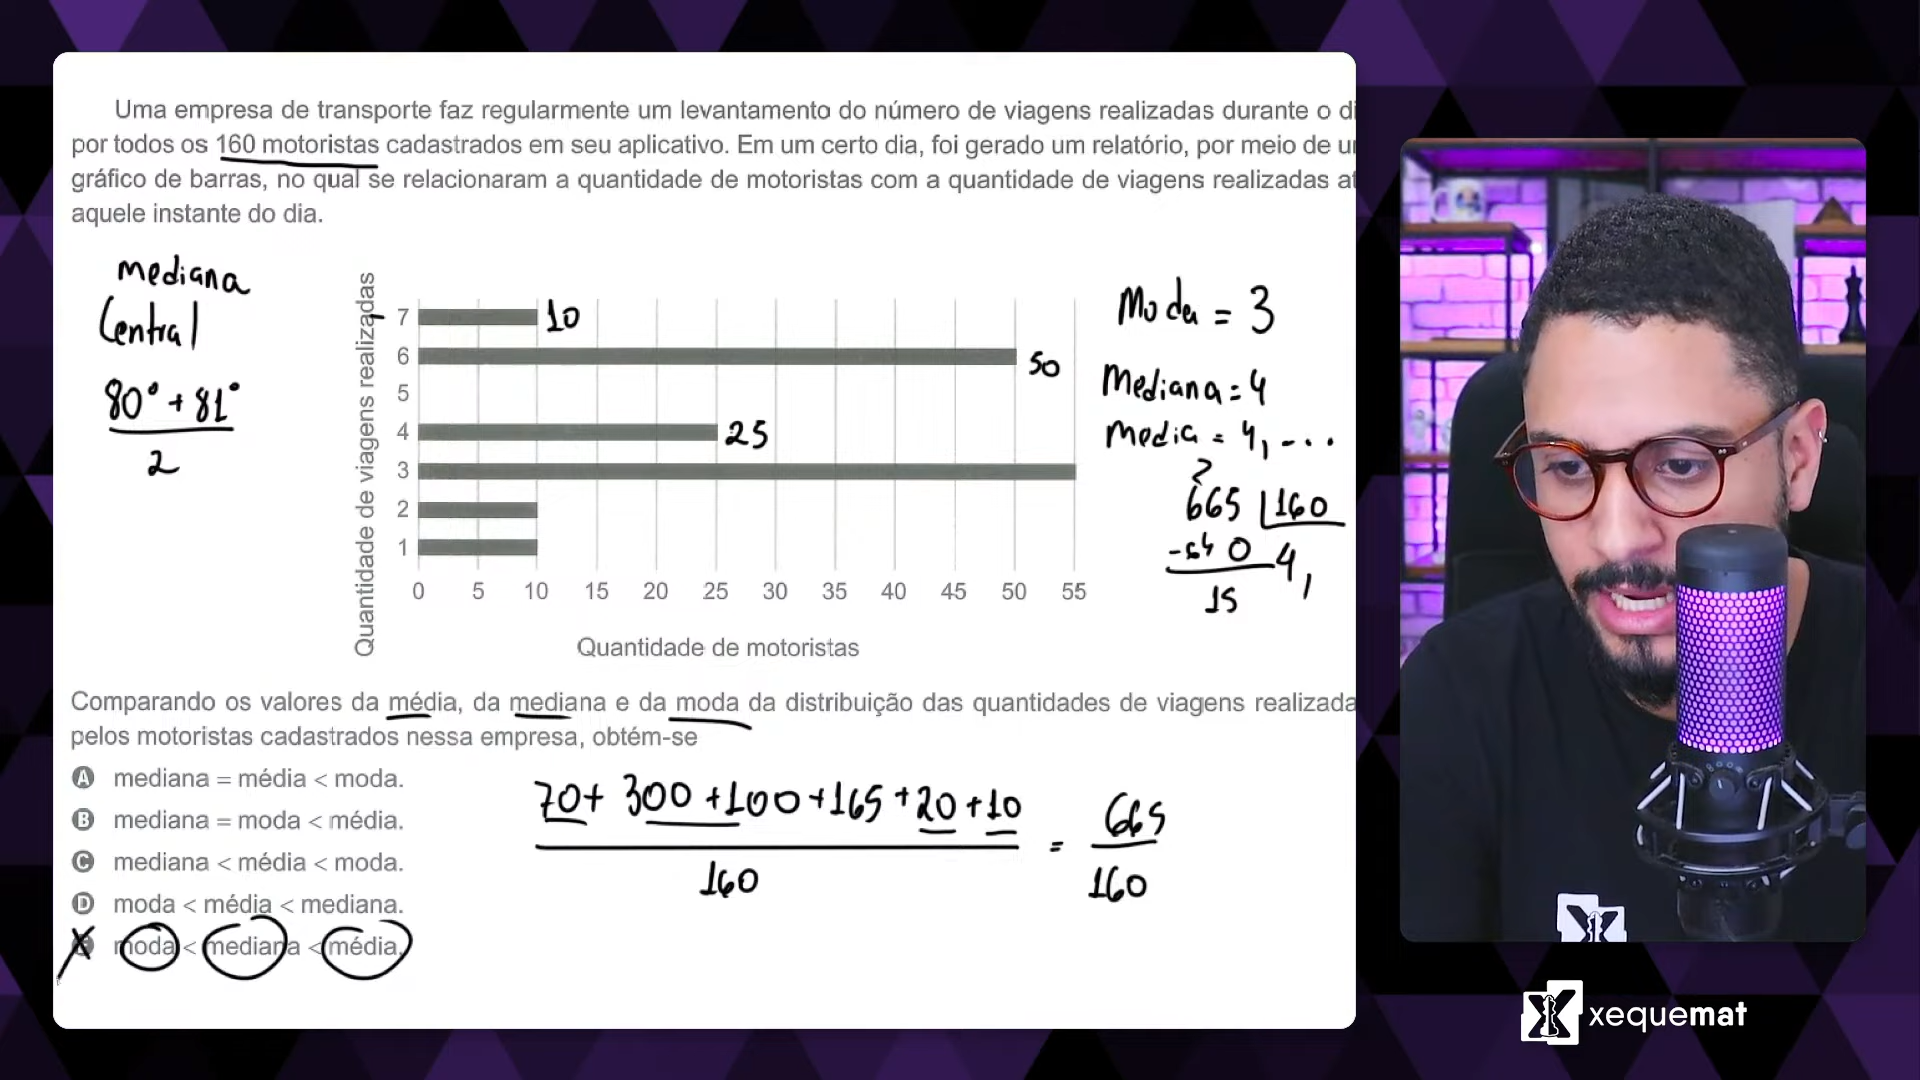 Uma empresa de transporte faz regularmente um levantamento do número de viagens realizadas durante o di
por todos os 160 motoristas cadastrados em seu aplicativo. Em um certo dia, foi gerado um relatório, por meio de u
gráfico de barras, no qual se relacionaram a quantidade de motoristas com a quantidade de viagens realizadas at
aquele instante do dia.
mediana
Central
80° + 81°
2
Quantidade de viagens realizadas
7
10
6
50
5
4
25
3
2
1
0 5 10 15 20 25 30 35 40 45 50 55
Quantidade de motoristas
Moda = 3
Mediana = 4
Media = 4, - . . .
2
665 160
-640 4,
15
Comparando os valores da média, da mediana e da moda da distribuição das quantidades de viagens realizada
pelos motoristas cadastrados nessa empresa, obtém-se
A mediana = média < moda.
B mediana = moda < média.
C mediana < média < moda.
D moda < média < mediana.
moda < mediana < média.
70 + 300 + 100 + 165 + 20 + 10 = 665
160 160
xequemat